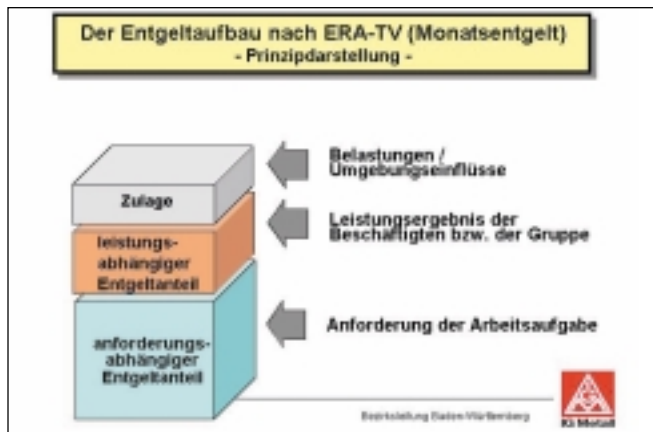 Der Entgeltaufbau nach ERA-TV (Monatsentgelt)
- Prinzipdarstellung -
Zulage
Belastungen /
Umgebungseinflüsse
leistungs-
abhängiger
Entgeltanteil
Leistungsergebnis der
Beschäftigten bzw. der Gruppe
anforderungs-
abhängiger
Entgeltanteil
Anforderung der Arbeitsaufgabe
Bezirksleitung Baden-Württemberg
IG Metall